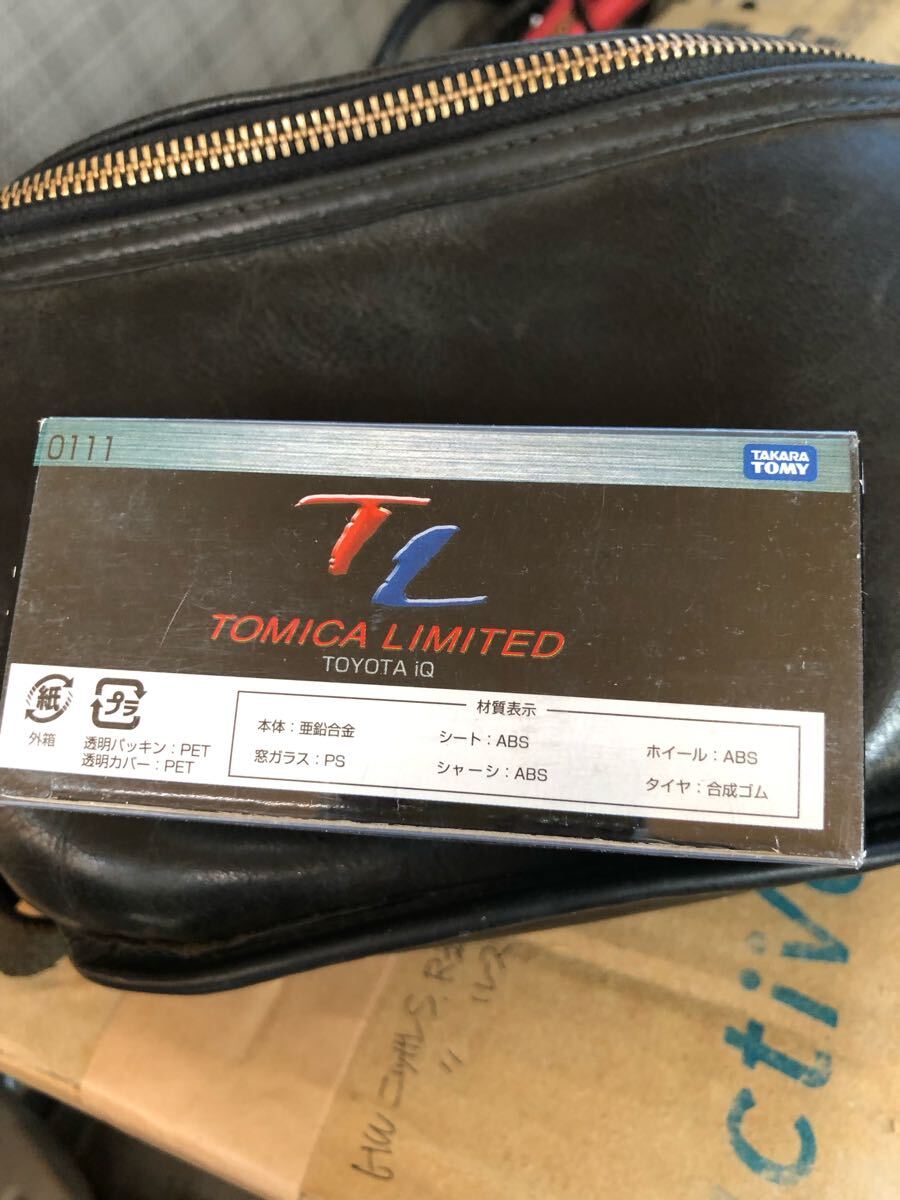 0111
TAKARA
TOMY
TL
TOMICA LIMITED
TOYOTA iQ
紙
外箱
プラ
透明パッキン：PET
透明カバー：PET
材質表示
本体：亜鉛合金
窓ガラス：PS
シート：ABS
シャーシ：ABS
ホイール：ABS
タイヤ：合成ゴム
ctive